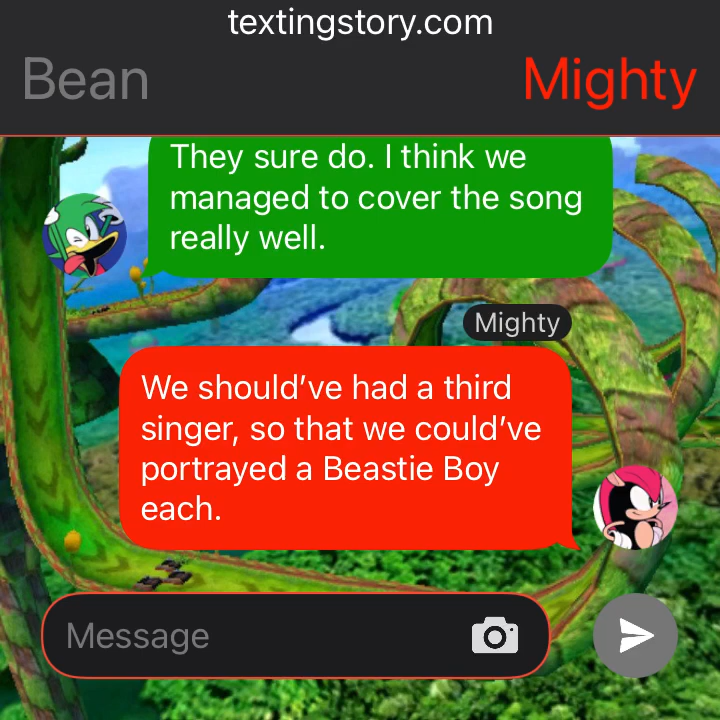 textingstory.com
Bean
Mighty
They sure do. I think we
managed to cover the song
really well.
Mighty
We should’ve had a third
singer, so that we could’ve
portrayed a Beastie Boy
each.
Message